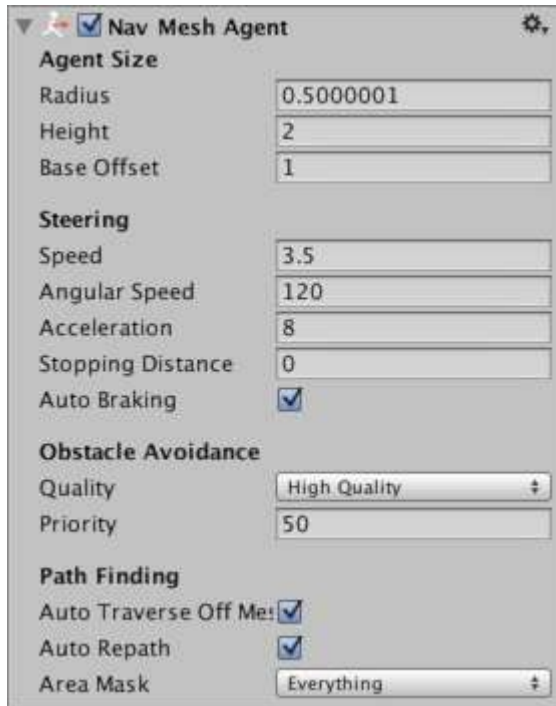 Nav Mesh Agent
Agent Size
Radius 0.5000001
Height 2
Base Offset 1
Steering
Speed 3.5
Angular Speed 120
Acceleration 8
Stopping Distance 0
Auto Braking
Obstacle Avoidance
Quality High Quality
Priority 50
Path Finding
Auto Traverse Off Me
Auto Repath
Area Mask Everything